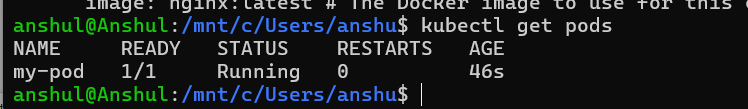 image: nginx:latest # The Docker image to use for this
anshul@Anshul:/mnt/c/Users/anshu$ kubectl get pods
NAME READY STATUS RESTARTS AGE
my-pod 1/1 Running 0 46s
anshul@Anshul:/mnt/c/Users/anshu$